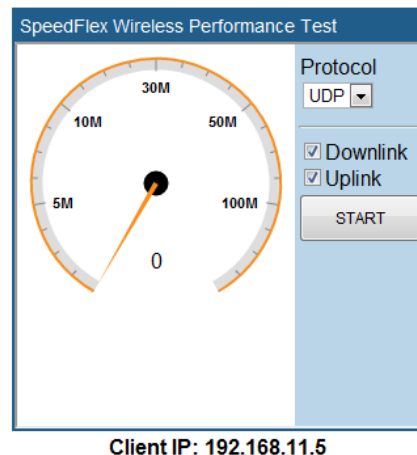 SpeedFlex Wireless Performance Test
Protocol
UDP
30M
10M
50M
Downlink
Uplink
5M
100M
START
0
Client IP: 192.168.11.5